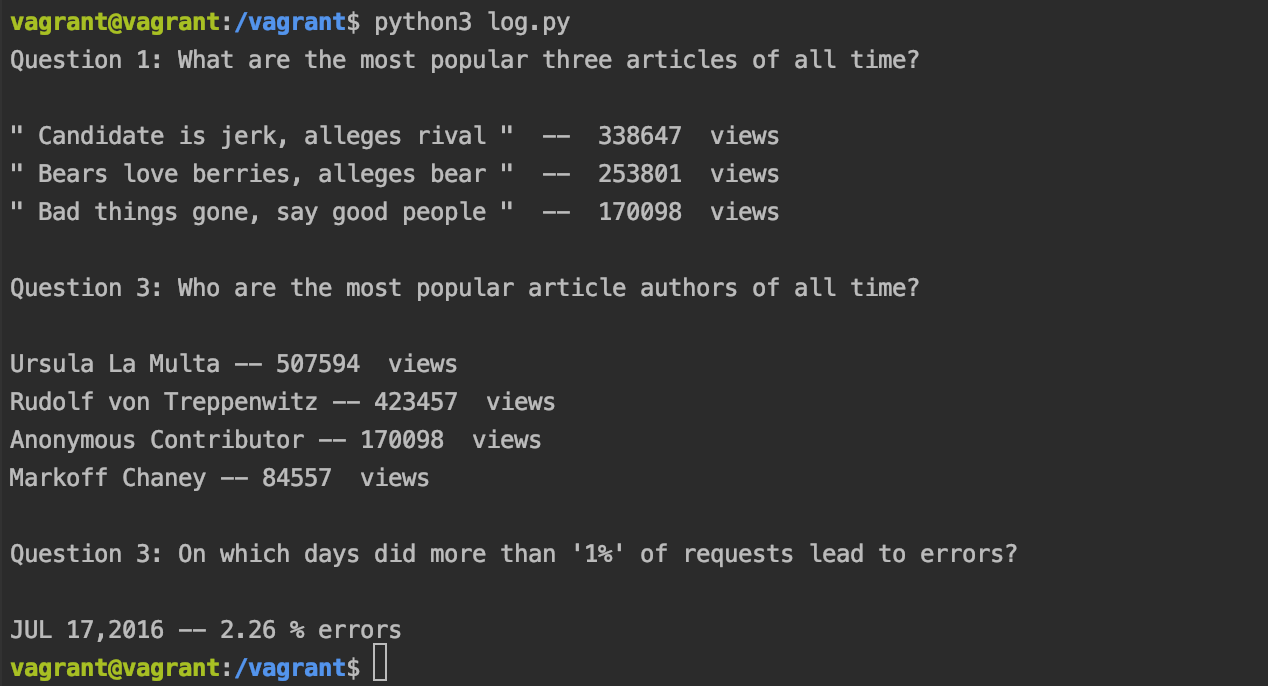 vagrant@vagrant:/vagrant$ python3 log.py
Question 1: What are the most popular three articles of all time?
" Candidate is jerk, alleges rival "  --  338647  views
" Bears love berries, alleges bear "  --  253801  views
" Bad things gone, say good people "  --  170098  views
Question 3: Who are the most popular article authors of all time?
Ursula La Multa -- 507594  views
Rudolf von Treppenwitz -- 423457  views
Anonymous Contributor -- 170098  views
Markoff Chaney -- 84557  views
Question 3: On which days did more than '1%' of requests lead to errors?
JUL 17,2016 -- 2.26 % errors
vagrant@vagrant:/vagrant$